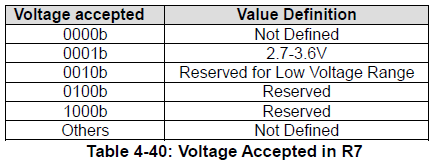 Voltage accepted Value Definition
0000b Not Defined
0001b 2.7-3.6V
0010b Reserved for Low Voltage Range
0100b Reserved
1000b Reserved
Others Not Defined
Table 4-40: Voltage Accepted in R7